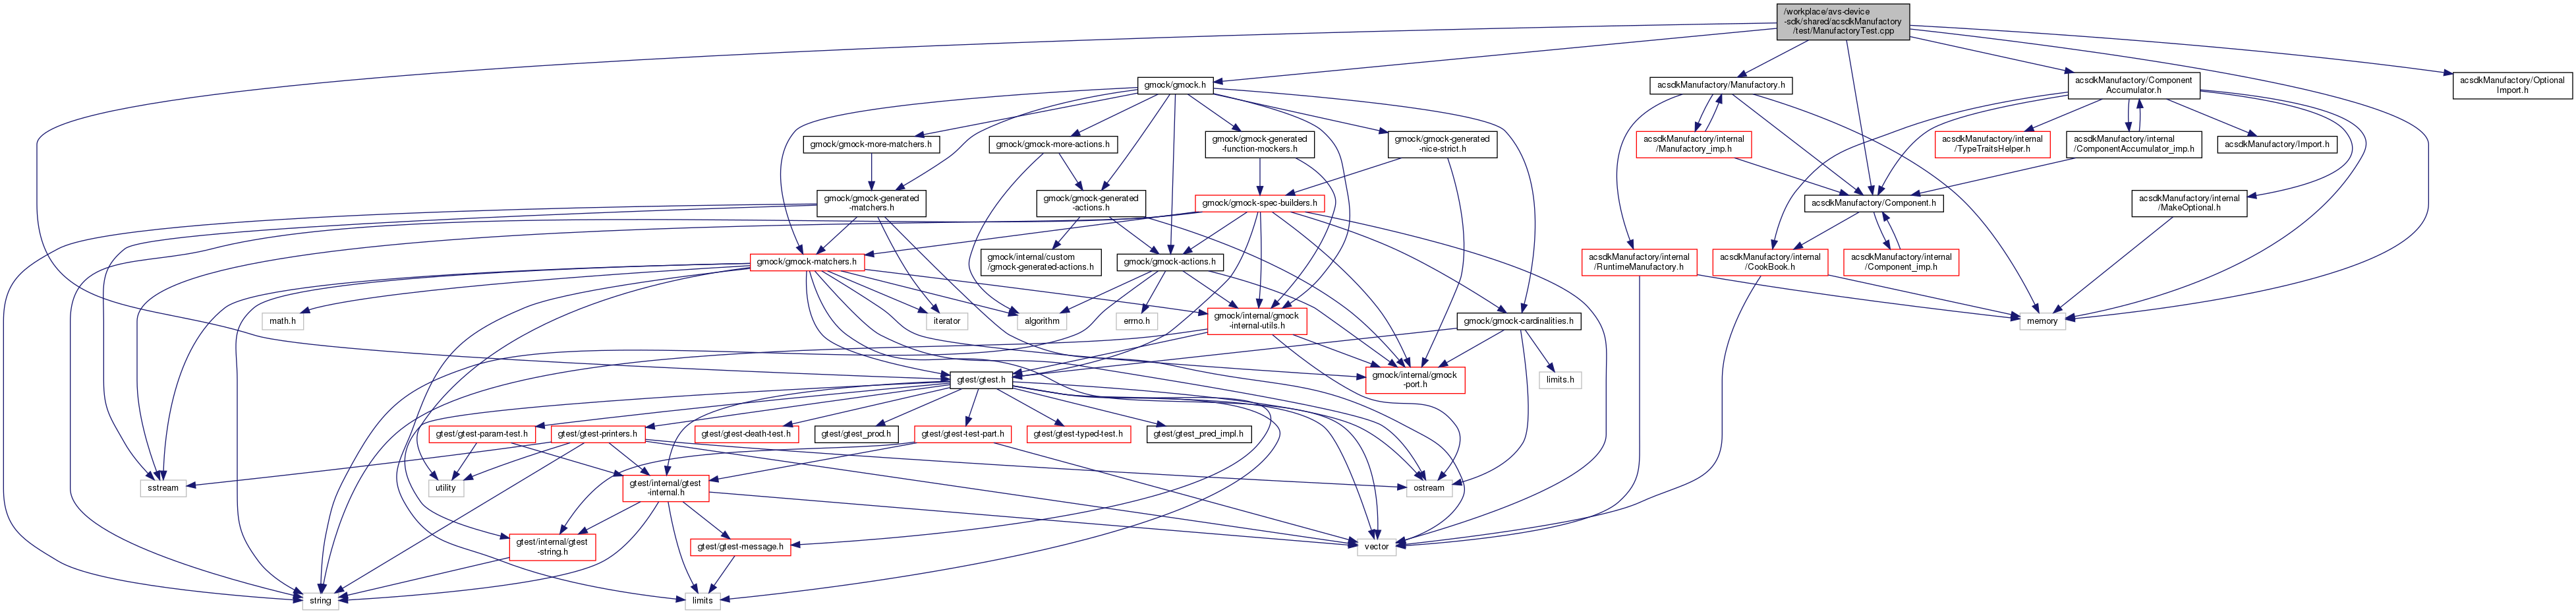 /workplace/avs-device
-sdk/shared/acsdkManufactory
/test/ManufactoryTest.cpp
gmock/gmock.h
acsdkManufactory/Manufactory.h
acsdkManufactory/Component
Accumulator.h
acsdkManufactory/Optional
Import.h
gmock/gmock-more-matchers.h
gmock/gmock-more-actions.h
gmock/gmock-generated
-function-mockers.h
gmock/gmock-generated
-nice-strict.h
acsdkManufactory/internal
/Manufactory_imp.h
acsdkManufactory/internal
/TypeTraitsHelper.h
acsdkManufactory/internal
/ComponentAccumulator_imp.h
acsdkManufactory/Import.h
gmock/gmock-generated
-matchers.h
gmock/gmock-generated
-actions.h
gmock/gmock-spec-builders.h
acsdkManufactory/Component.h
acsdkManufactory/internal
/MakeOptional.h
gmock/gmock-matchers.h
gmock/internal/custom
/gmock-generated-actions.h
gmock/gmock-actions.h
acsdkManufactory/internal
/RuntimeManufactory.h
acsdkManufactory/internal
/CookBook.h
acsdkManufactory/internal
/Component_imp.h
math.h
iterator
algorithm
errno.h
gmock/internal/gmock
-internal-utils.h
gmock/gmock-cardinalities.h
memory
gtest/gtest.h
gmock/internal/gmock
-port.h
limits.h
gtest/gtest-param-test.h
gtest/gtest-printers.h
gtest/gtest-death-test.h
gtest/gtest_prod.h
gtest/gtest-test-part.h
gtest/gtest-typed-test.h
gtest/gtest_pred_impl.h
sstream
utility
gtest/internal/gtest
-internal.h
ostream
gtest/internal/gtest
-string.h
gtest/gtest-message.h
vector
string
limits